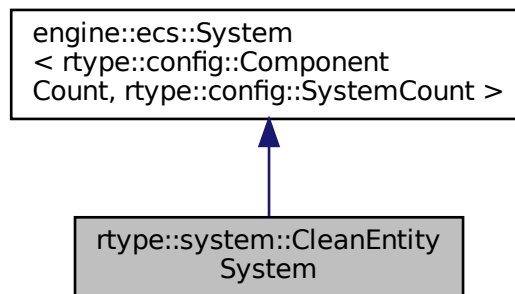 engine::ecs::System
< rtype::config::Component
Count, rtype::config::SystemCount >
rtype::system::CleanEntity
System